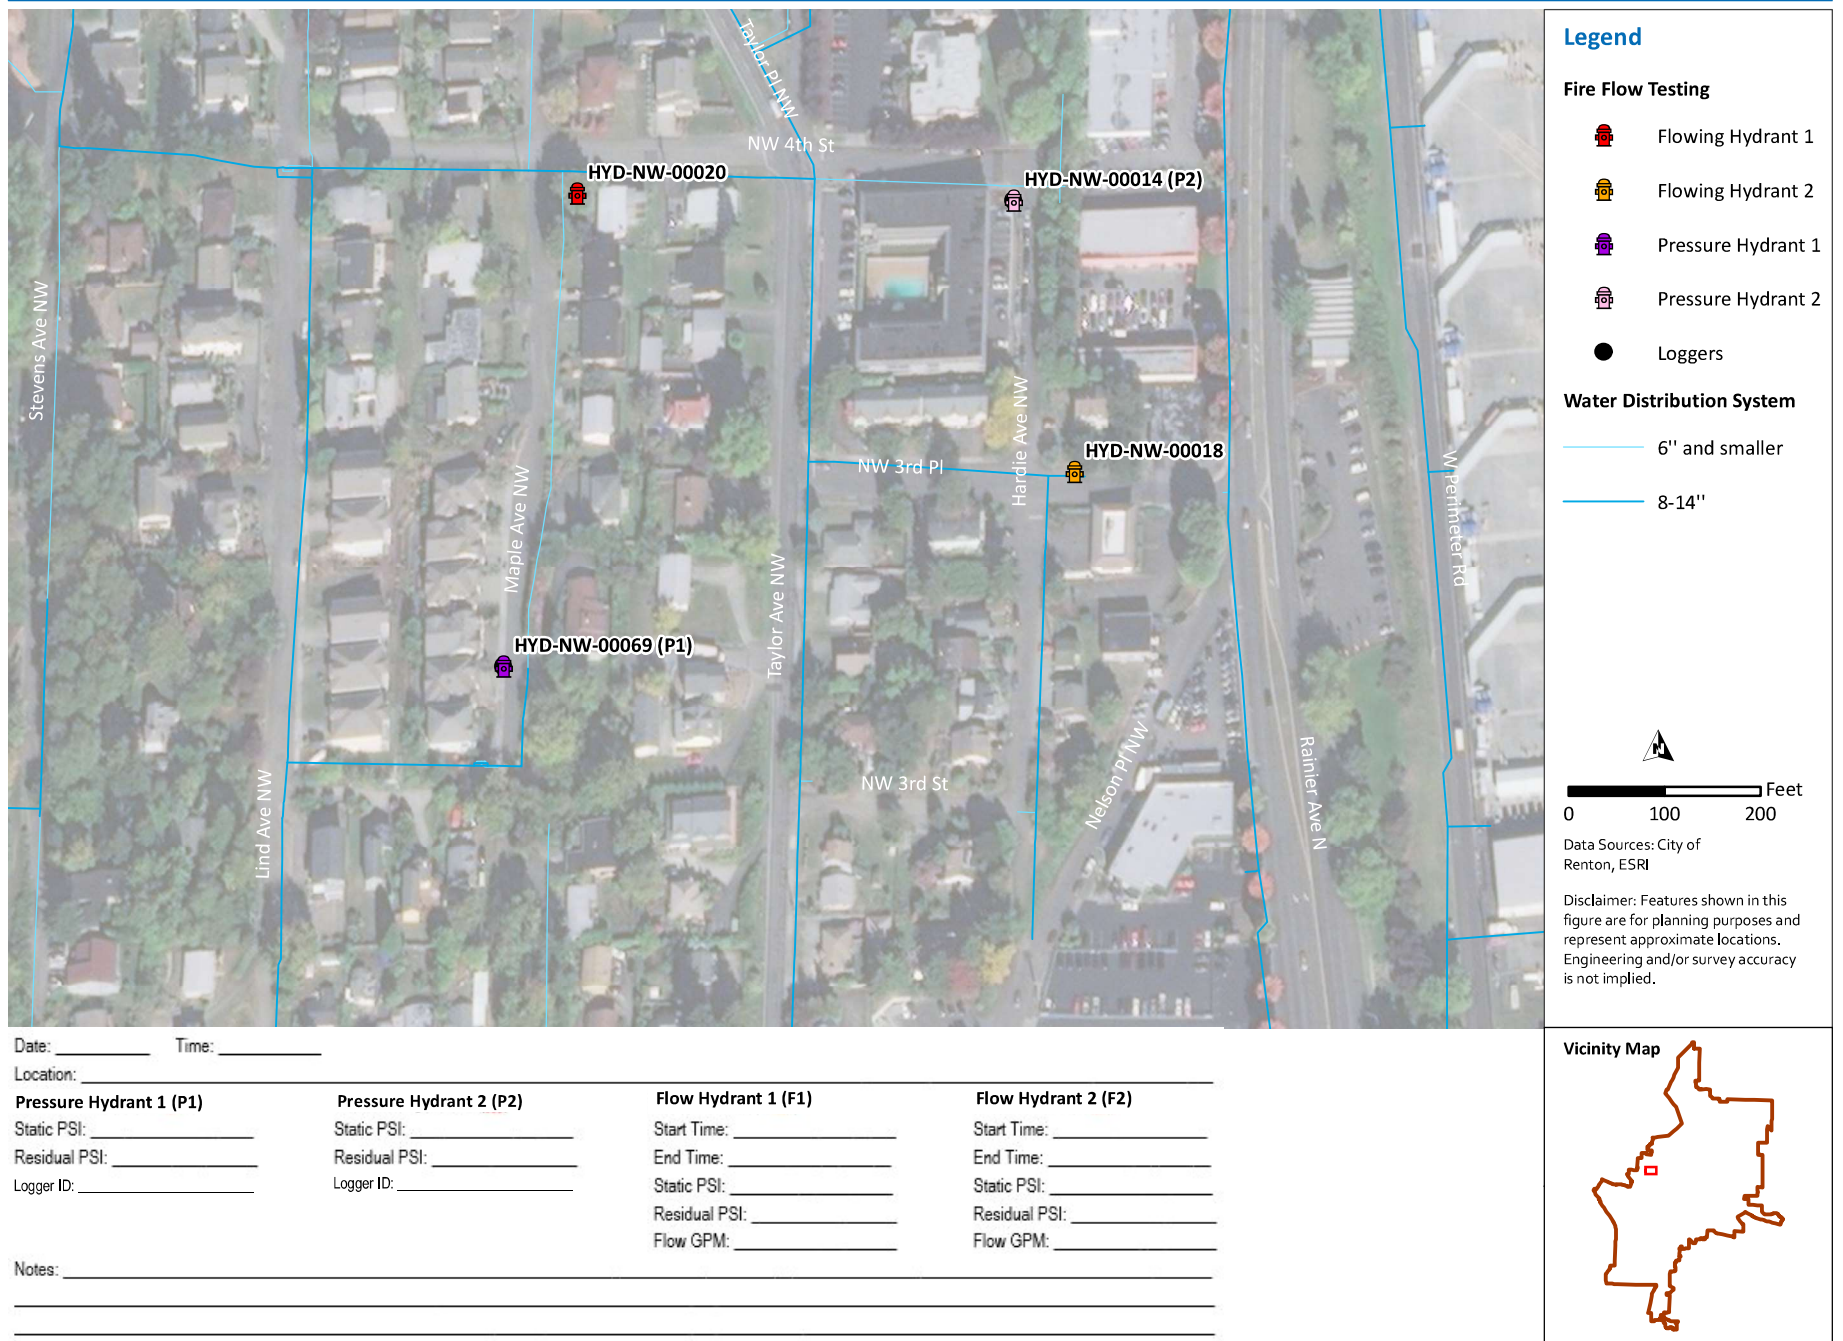 Taylor Pl NW
NW 4th St
HYD-NW-00020
HYD-NW-00014 (P2)
Stevens Ave NW
Hardie Ave NW
HYD-NW-00018
NW 3rd Pl
Maple Ave NW
W Perimeter Rd
Taylor Ave NW
HYD-NW-00069 (P1)
Nelson Pl NW
Rainier Ave N
NW 3rd St
Lind Ave NW
Legend
Fire Flow Testing
Flowing Hydrant 1
Flowing Hydrant 2
Pressure Hydrant 1
Pressure Hydrant 2
Loggers
Water Distribution System
6'' and smaller
8-14''
N
Feet
0 100 200
Data Sources: City of
Renton, ESRI
Disclaimer: Features shown in this
figure are for planning purposes and
represent approximate locations.
Engineering and/or survey accuracy
is not implied.
Vicinity Map
Date: Time:
Location:
Pressure Hydrant 1 (P1)
Static PSI:
Residual PSI:
Logger ID:
Pressure Hydrant 2 (P2)
Static PSI:
Residual PSI:
Logger ID:
Flow Hydrant 1 (F1)
Start Time:
End Time:
Static PSI:
Residual PSI:
Flow GPM:
Flow Hydrant 2 (F2)
Start Time:
End Time:
Static PSI:
Residual PSI:
Flow GPM:
Notes: